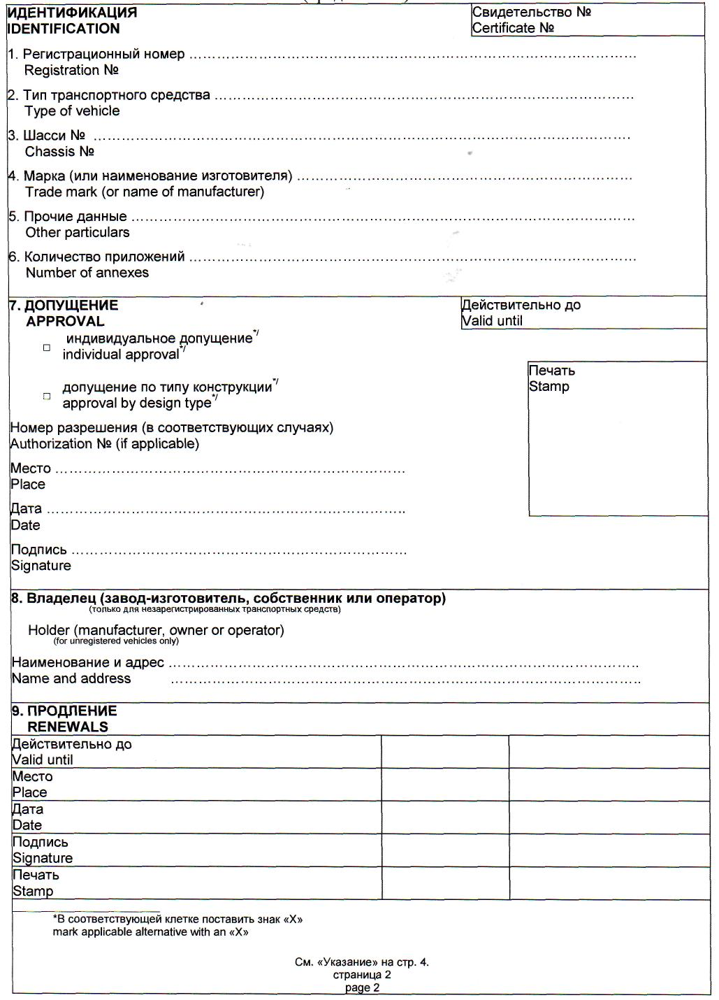 ИДЕНТИФИКАЦИЯ
IDENTIFICATION
Свидетельство №
Certificate №
1. Регистрационный номер ........................................................
Registration №
2. Тип транспортного средства ........................................................
Type of vehicle
3. Шасси № ........................................................
Chassis №
4. Марка (или наименование изготовителя) ........................................................
Trade mark (or name of manufacturer)
5. Прочие данные ........................................................
Other particulars
6. Количество приложений ........................................................
Number of annexes
7. ДОПУЩЕНИЕ
APPROVAL
Действительно до
Valid until
□ индивидуальное допущение*/
individual approval*/
□ допущение по типу конструкции*/
approval by design type*/
Печать
Stamp
Номер разрешения (в соответствующих случаях)
Authorization № (if applicable)
Место ........................................................
Place
Дата ........................................................
Date
Подпись ........................................................
Signature
8. Владелец (завод-изготовитель, собственник или оператор)
(только для незарегистрированных транспортных средств)
Holder (manufacturer, owner or operator)
(for unregistered vehicles only)
Наименование и адрес ........................................................
Name and address ........................................................
9. ПРОДЛЕНИЕ
RENEWALS
Действительно до
Valid until
Место
Place
Дата
Date
Подпись
Signature
Печать
Stamp
*В соответствующей клетке поставить знак «X»
mark applicable alternative with an «X»
См. «Указание» на стр. 4.
страница 2
page 2